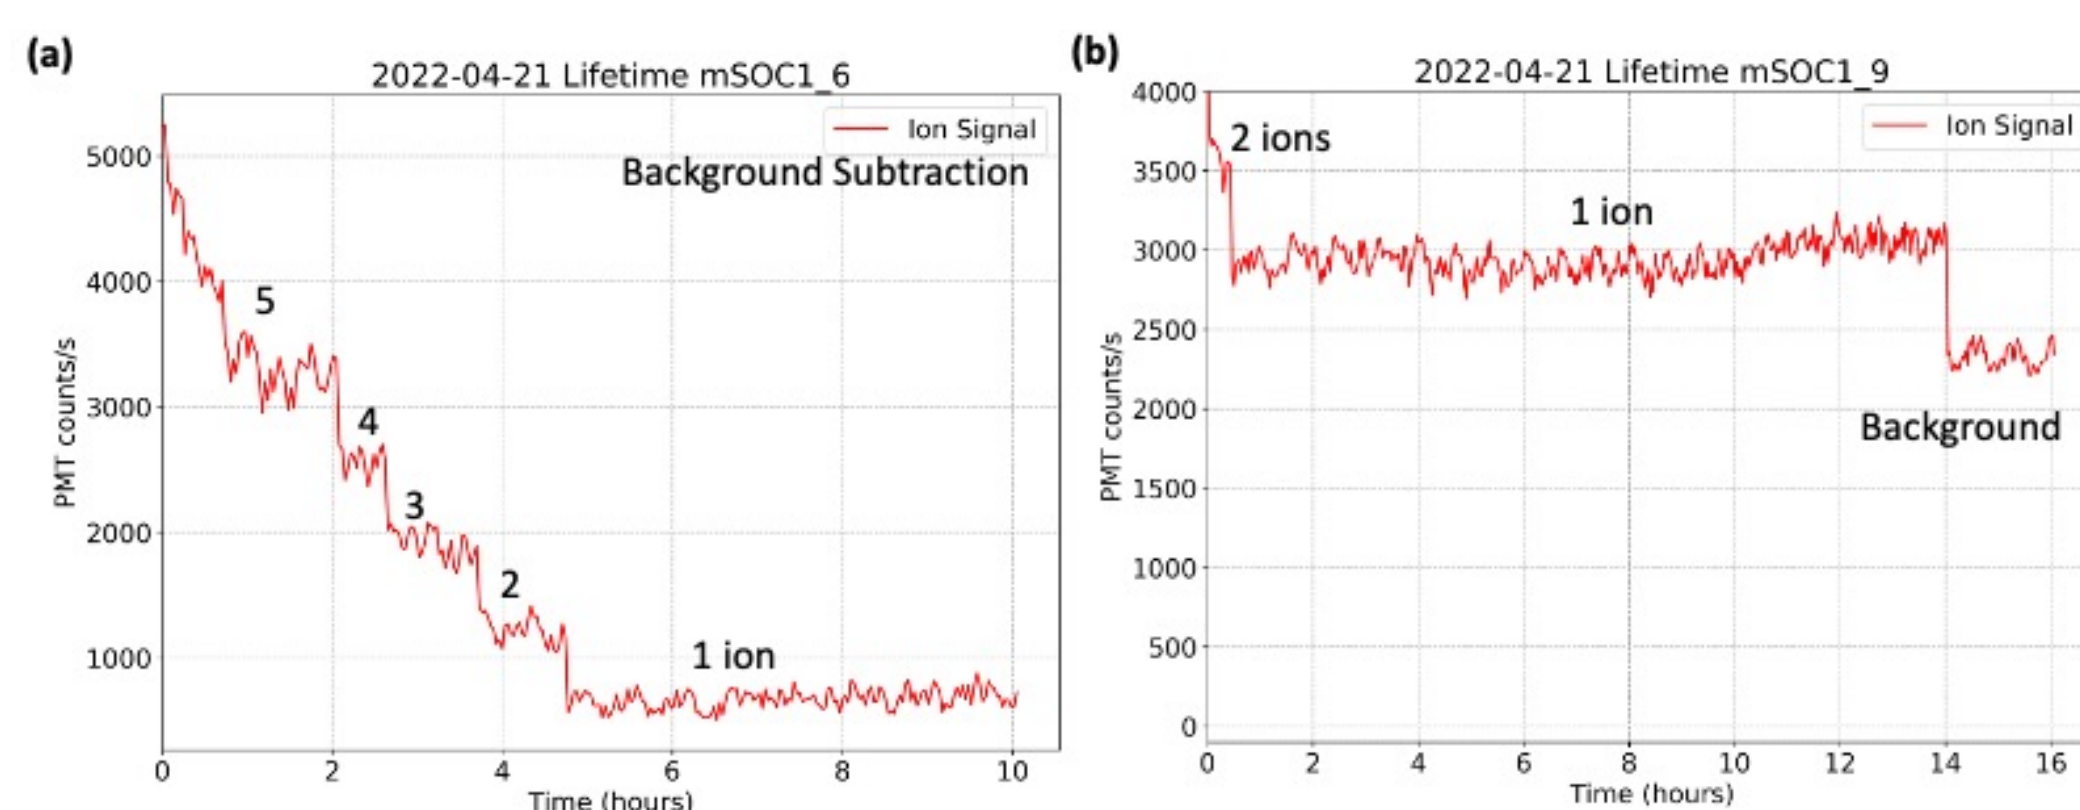 (a)
2022-04-21 Lifetime mSOC1_6
Ion Signal
Background Subtraction
5000
4000
3000
2000
1000
PMT counts/s
5
4
3
2
1 ion
0 2 4 6 8 10
Time (hours)
(b)
2022-04-21 Lifetime mSOC1_9
Ion Signal
2 ions
1 ion
Background
4000
3500
3000
2500
2000
1500
1000
500
0
PMT counts/s
0 2 4 6 8 10 12 14 16
Time (hours)